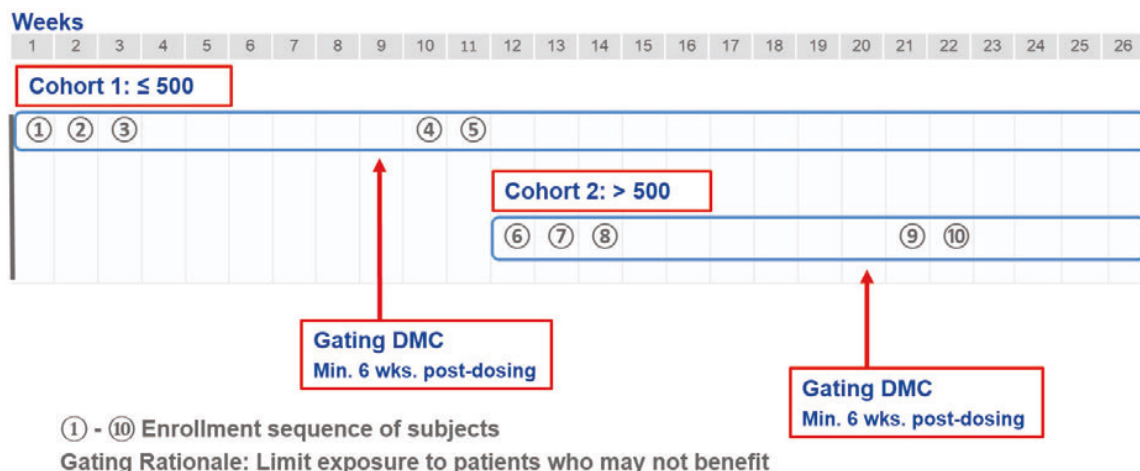 Weeks
1 2 3 4 5 6 7 8 9 10 11 12 13 14 15 16 17 18 19 20 21 22 23 24 25 26
Cohort 1: ≤ 500
① ② ③ ④ ⑤
Cohort 2: > 500
⑥ ⑦ ⑧ ⑨ ⑩
Gating DMC
Min. 6 wks. post-dosing
Gating DMC
Min. 6 wks. post-dosing
① - ⑩ Enrollment sequence of subjects
Gating Rationale: Limit exposure to patients who may not benefit